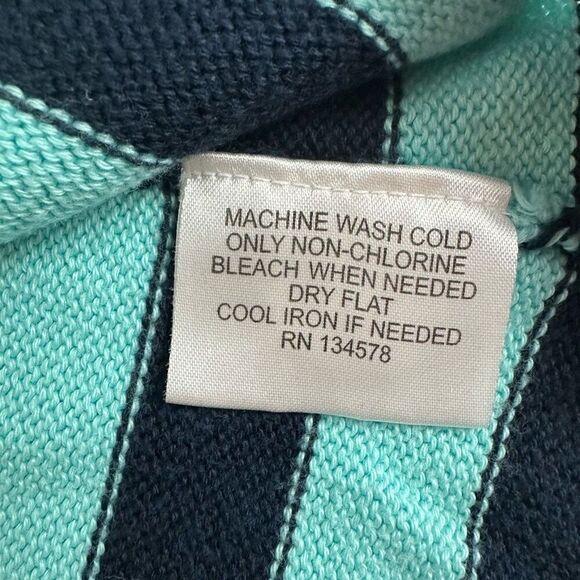 MACHINE WASH COLD
ONLY NON-CHLORINE
BLEACH WHEN NEEDED
DRY FLAT
COOL IRON IF NEEDED
RN 134578